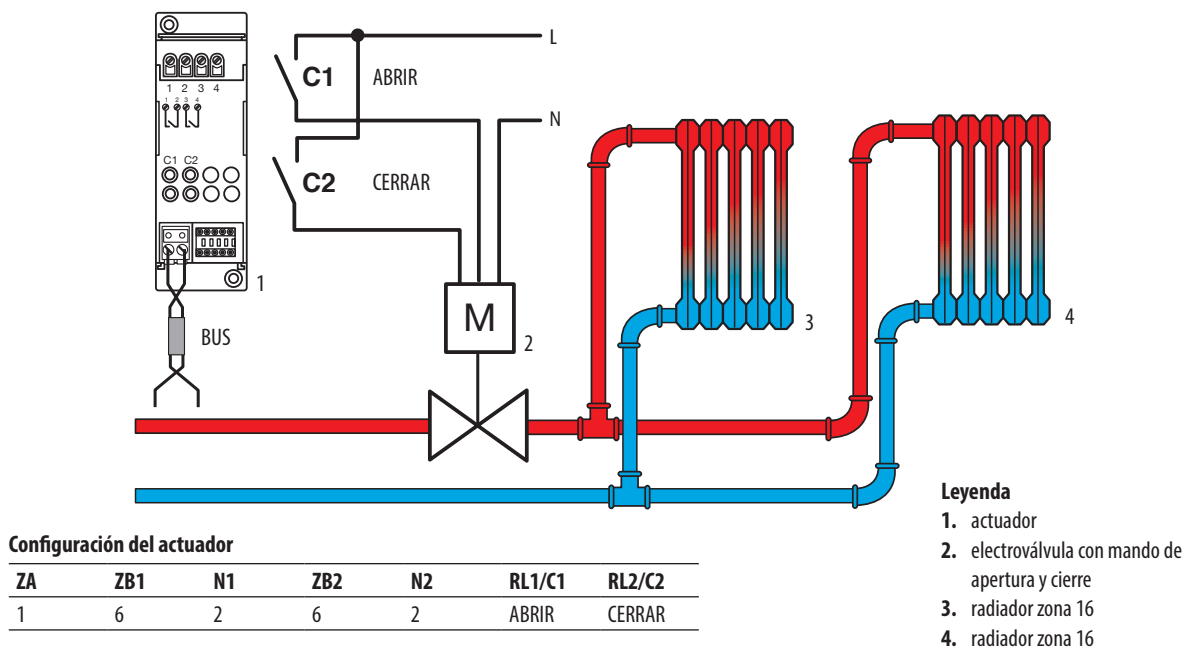 L
C1 ABRIR
1 2 3 4
1 2 3 4
N
C1 C2
C2 CERRAR
1
M
2
3
4
BUS
Leyenda
1. actuador
2. electroválvula con mando de
apertura y cierre
3. radiador zona 16
4. radiador zona 16
Configuración del actuador
ZA ZB1 N1 ZB2 N2 RL1/C1 RL2/C2
1 6 2 6 2 ABRIR CERRAR